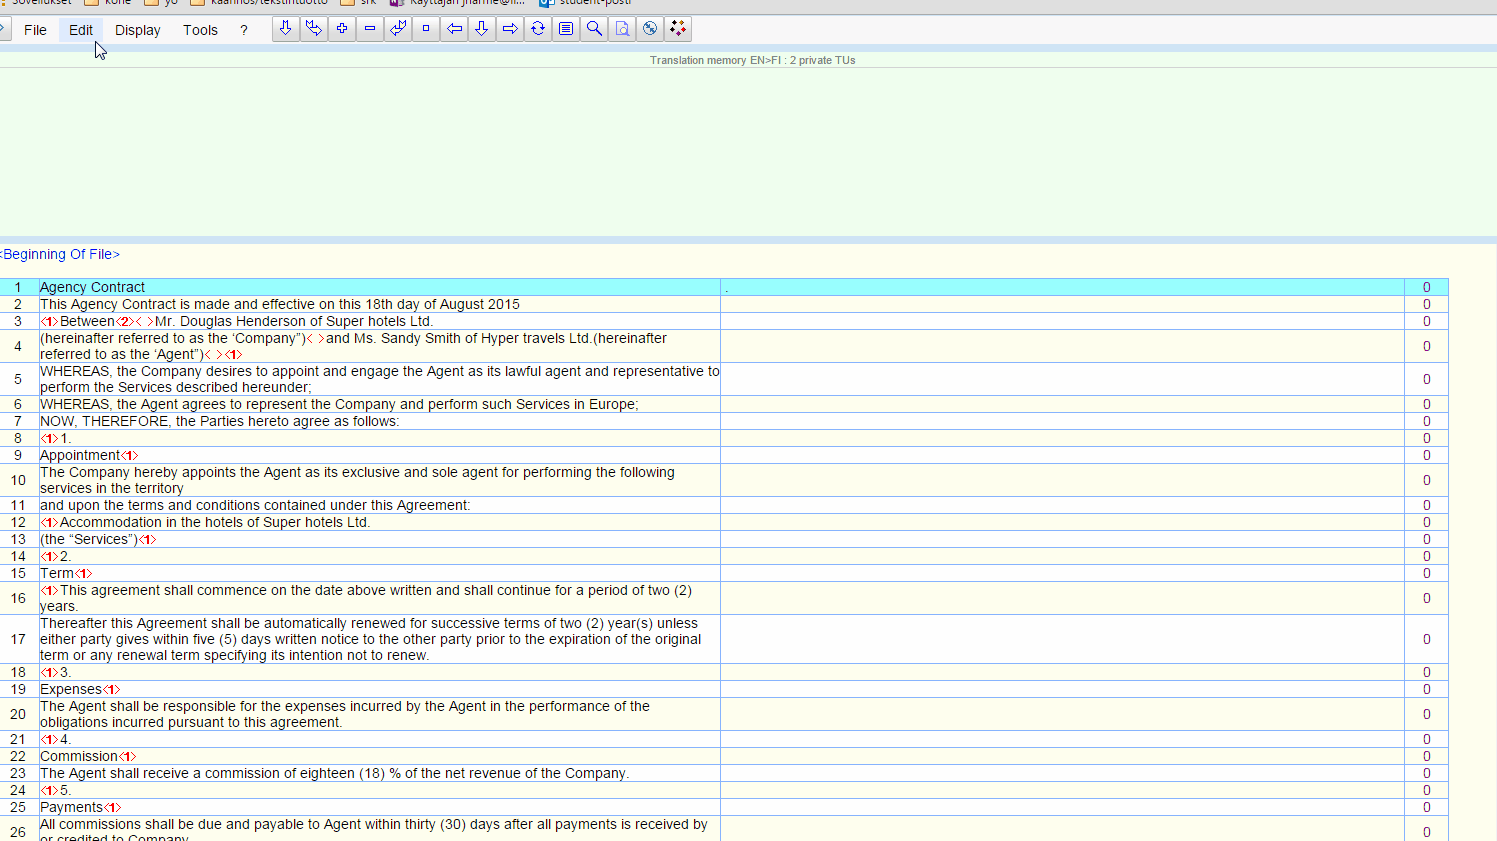 Sovellukset kone yö käännös/tekstintuotto srk Käyttäjän jharme@li... student-posti
File Edit Display Tools ?
Translation memory EN>FI : 2 private TUs
<Beginning Of File>
1 Agency Contract . 0
2 This Agency Contract is made and effective on this 18th day of August 2015 0
3 <1>Between<2>< >Mr. Douglas Henderson of Super hotels Ltd. 0
4 (hereinafter referred to as the ‘Company”)< >and Ms. Sandy Smith of Hyper travels Ltd.(hereinafter
referred to as the ‘Agent”)< ><1> 0
5 WHEREAS, the Company desires to appoint and engage the Agent as its lawful agent and representative to
perform the Services described hereunder; 0
6 WHEREAS, the Agent agrees to represent the Company and perform such Services in Europe; 0
7 NOW, THEREFORE, the Parties hereto agree as follows: 0
8 <1>1. 0
9 Appointment<1> 0
10 The Company hereby appoints the Agent as its exclusive and sole agent for performing the following
services in the territory 0
11 and upon the terms and conditions contained under this Agreement: 0
12 <1>Accommodation in the hotels of Super hotels Ltd. 0
13 (the “Services”)<1> 0
14 <1>2. 0
15 Term<1> 0
16 <1>This agreement shall commence on the date above written and shall continue for a period of two (2)
years. 0
17 Thereafter this Agreement shall be automatically renewed for successive terms of two (2) year(s) unless
either party gives within five (5) days written notice to the other party prior to the expiration of the original
term or any renewal term specifying its intention not to renew. 0
18 <1>3. 0
19 Expenses<1> 0
20 The Agent shall be responsible for the expenses incurred by the Agent in the performance of the
obligations incurred pursuant to this agreement. 0
21 <1>4. 0
22 Commission<1> 0
23 The Agent shall receive a commission of eighteen (18) % of the net revenue of the Company. 0
24 <1>5. 0
25 Payments<1> 0
26 All commissions shall be due and payable to Agent within thirty (30) days after all payments is received by
or credited to Company 0